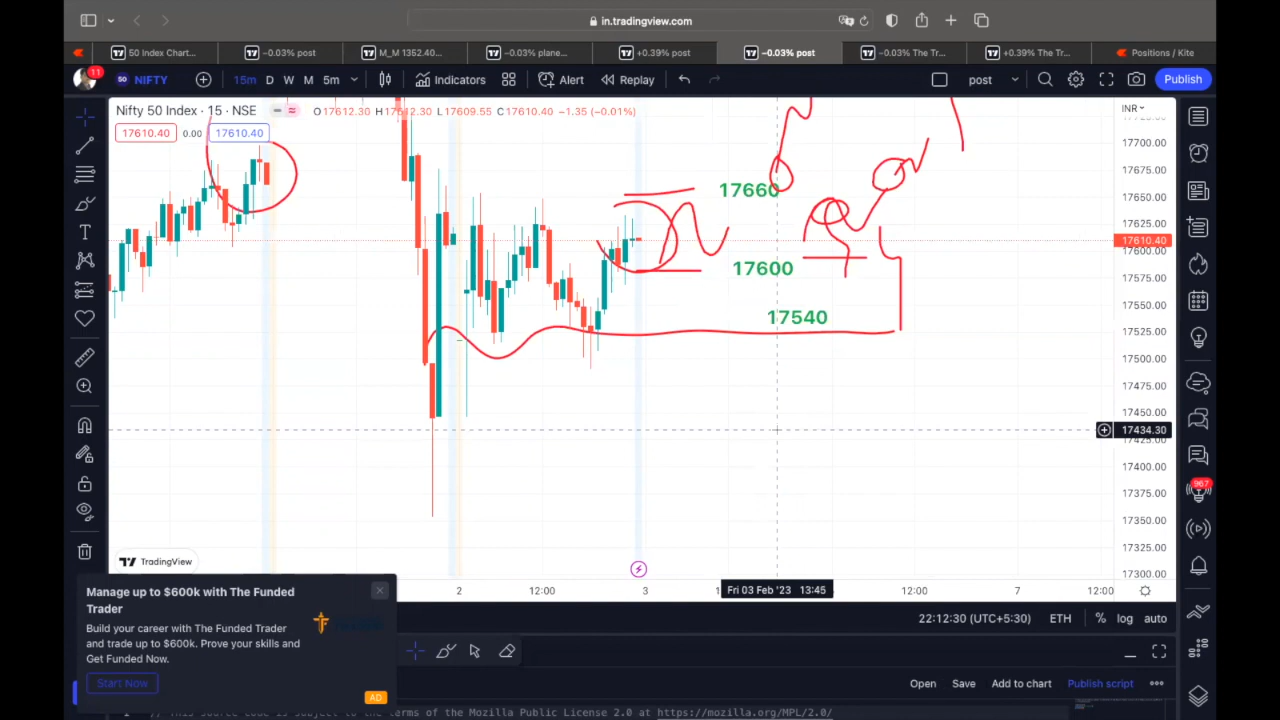 in.tradingview.com
50 Index Chart...
−0.03% post
M_M 1352.40...
−0.03% plane...
+0.39% post
−0.03% post
−0.03% The Tr...
+0.39% The Tr...
Positions / Kite
11
50
NIFTY
15m
D
W
M
5m
Indicators
Alert
Replay
post
Publish
Nifty 50 Index · 15 · NSE
O17612.30 H17612.30 L17609.55 C17610.40 −1.35 (−0.01%)
INR
17610.40
0.00
17610.40
17700.00
17675.00
17660
17650.00
17625.00
17610.40
17600.00
17600
17575.00
17550.00
17540
17525.00
17500.00
17475.00
17450.00
17434.30
17425.00
17400.00
17375.00
17350.00
17325.00
17300.00
967
TradingView
2
12:00
3
Fri 03 Feb '23 13:45
12:00
7
12:00
Manage up to $600k with The Funded
Trader
Build your career with The Funded Trader
and trade up to $600k. Prove your skills and
Get Funded Now.
Start Now
AD
22:12:30 (UTC+5:30)
ETH
%
log
auto
Open
Save
Add to chart
Publish script
2
// This source code is subject to the terms of the Mozilla Public License 2.0 at https://mozilla.org/MPL/2.0/